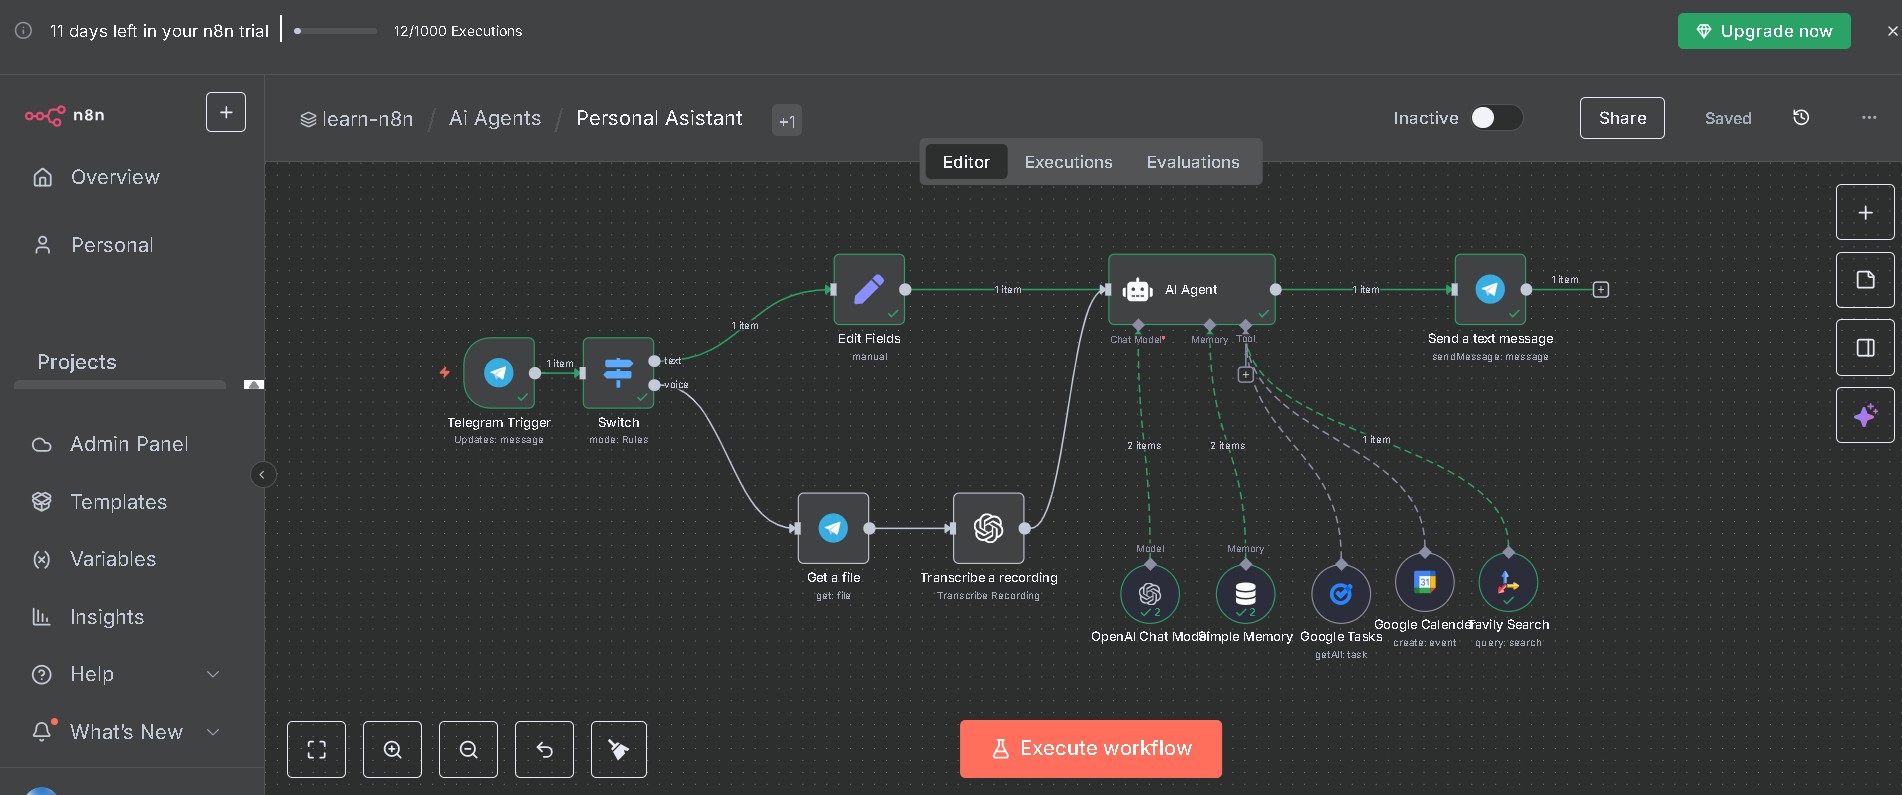 11 days left in your n8n trial
12/1000 Executions
Upgrade now
n8n
learn-n8n / Ai Agents / Personal Asistant +1
Inactive
Share
Saved
Editor
Executions
Evaluations
Overview
Personal
Projects
Admin Panel
Templates
Variables
Insights
Help
What's New
Telegram Trigger
Updates: message
1 item
Switch
mode: Rules
text
voice
1 item
Edit Fields
manual
1 item
AI Agent
Chat Model*
Memory
Tool
1 item
Send a text message
sendMessage: message
1 item
Get a file
get: file
Transcribe a recording
Transcribe Recording
2 items
2 items
1 item
Model
Memory
2
2
31
OpenAI Chat Model
Simple Memory
Google Tasks
getAll: task
Google Calender
create: event
Tavily Search
query: search
Execute workflow